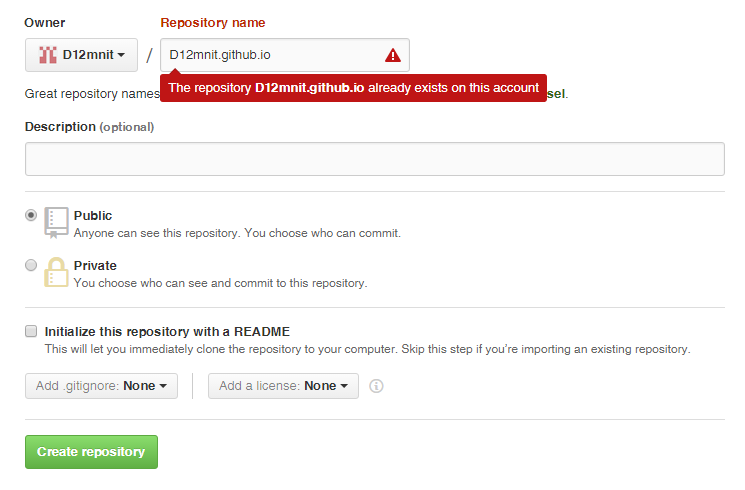 Owner Repository name
D12mnit / D12mnit.github.io
The repository D12mnit.github.io already exists on this account
Great repository names sel.
Description (optional)
Public
Anyone can see this repository. You choose who can commit.
Private
You choose who can see and commit to this repository.
Initialize this repository with a README
This will let you immediately clone the repository to your computer. Skip this step if you’re importing an existing repository.
Add .gitignore: None Add a license: None
Create repository